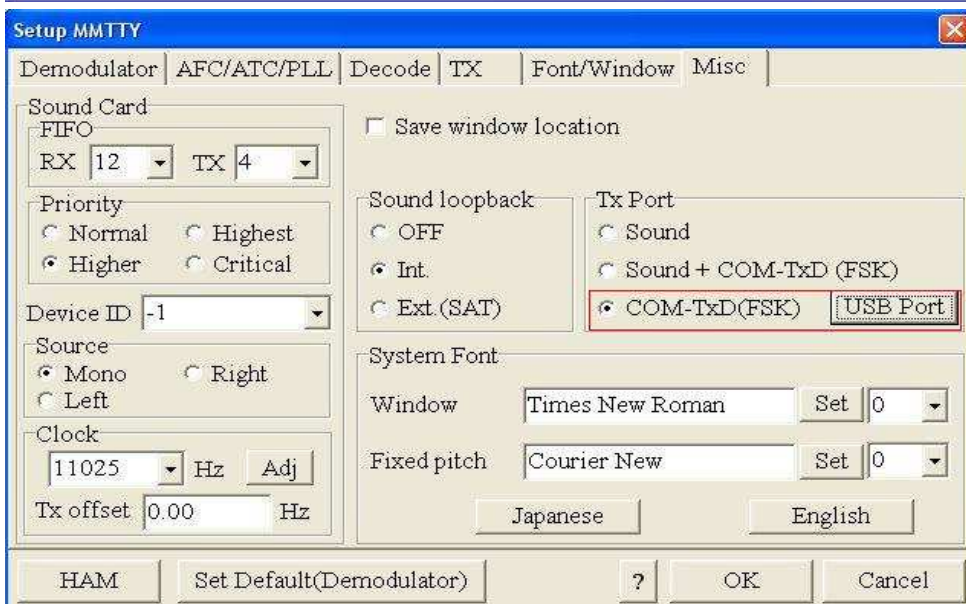 Setup MMTTY
Demodulator AFC/ATC/PLL Decode TX Font/Window Misc
Sound Card
FIFO
RX 12 TX 4
Priority
Normal Highest
Higher Critical
Device ID -1
Source
Mono Right
Left
Clock
11025 Hz Adj
Tx offset 0.00 Hz
Save window location
Sound loopback
OFF
Int.
Ext.(SAT)
Tx Port
Sound
Sound + COM-TxD (FSK)
COM-TxD(FSK) USB Port
System Font
Window Times New Roman Set 0
Fixed pitch Courier New Set 0
Japanese English
HAM Set Default(Demodulator) ? OK Cancel